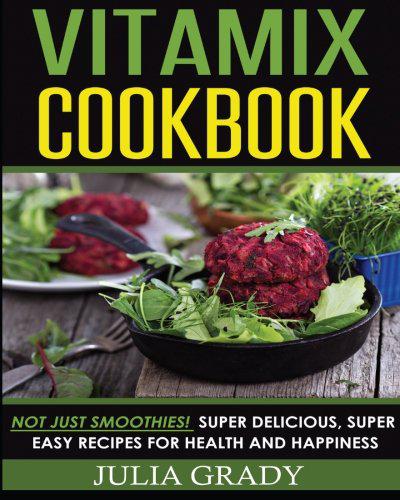 VITAMIX
COOKBOOK
NOT JUST SMOOTHIES! SUPER DELICIOUS, SUPER
EASY RECIPES FOR HEALTH AND HAPPINESS
JULIA GRADY